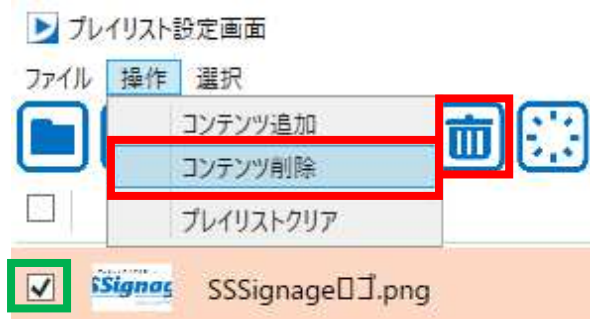 プレイリスト設定画面
ファイル 操作 選択
コンテンツ追加
コンテンツ削除
プレイリストクリア
SSignag SSSignageロゴ.png